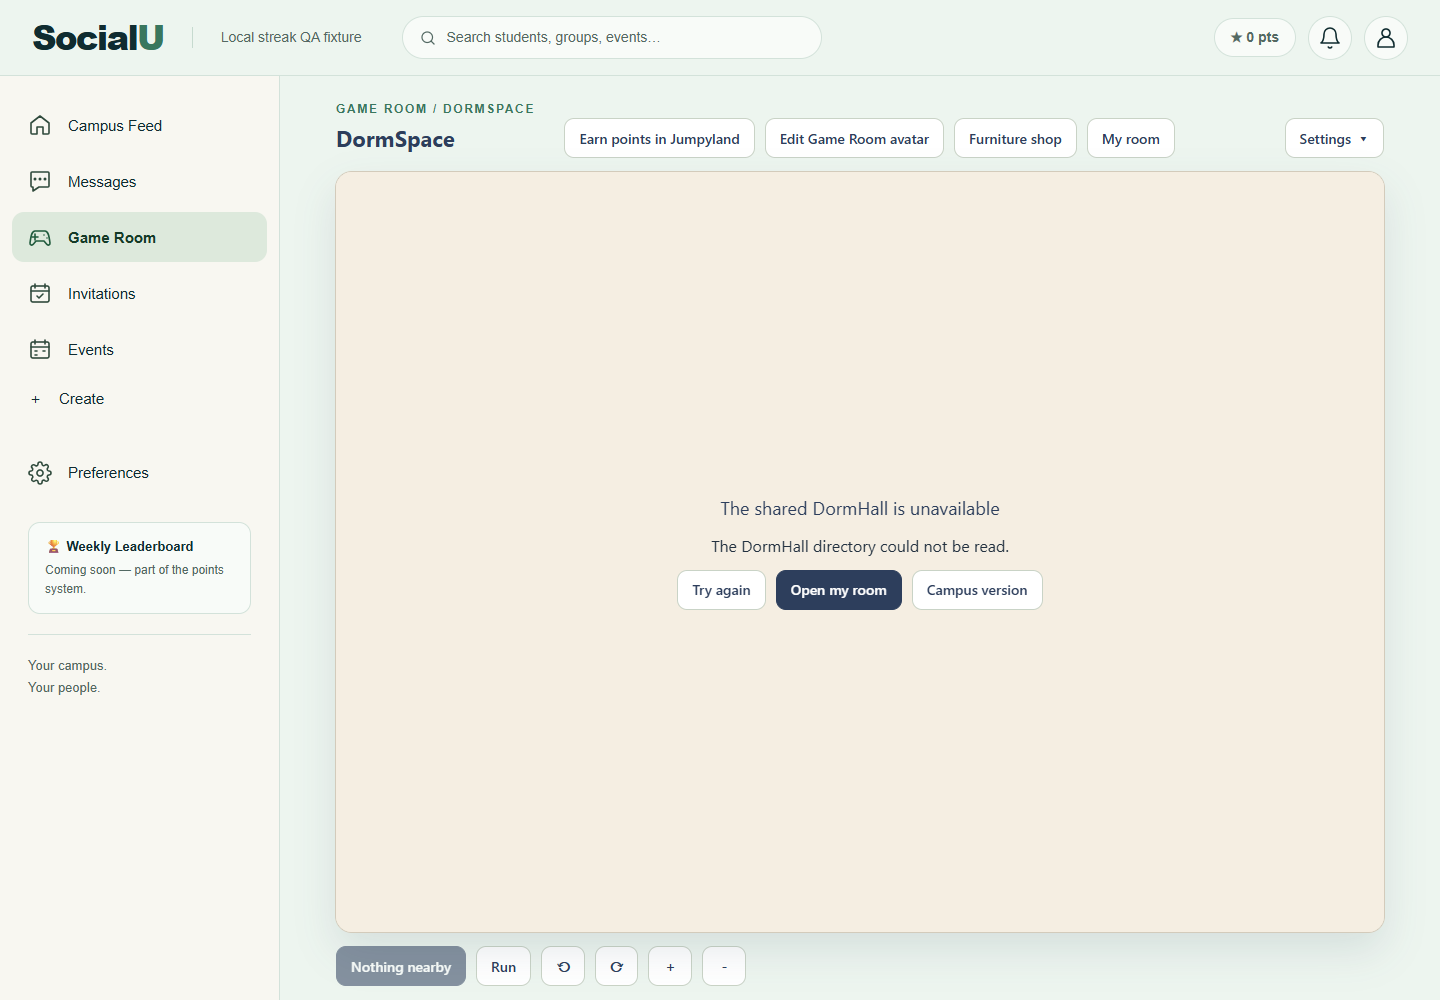 SocialU
Local streak QA fixture
Search students, groups, events...
★ 0 pts
Campus Feed
Messages
Game Room
Invitations
Events
+ Create
Preferences
Weekly Leaderboard
Coming soon — part of the points
system.
Your campus.
Your people.
GAME ROOM / DORMSPACE
DormSpace
Earn points in Jumpyland
Edit Game Room avatar
Furniture shop
My room
Settings ▾
The shared DormHall is unavailable
The DormHall directory could not be read.
Try again
Open my room
Campus version
Nothing nearby
Run
+
-